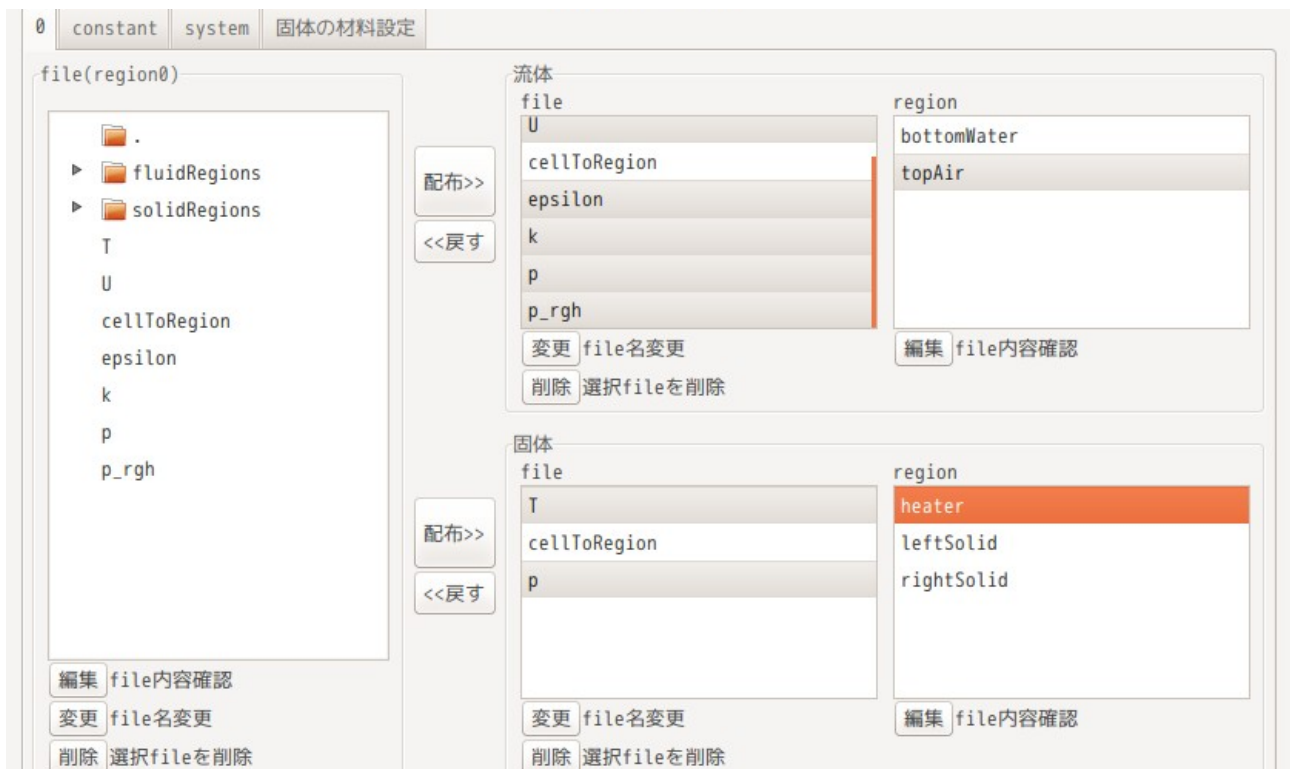 0 constant system 固体の材料設定
file(region0)
.
fluidRegions
solidRegions
T
U
cellToRegion
epsilon
k
p
p_rgh
編集 file内容確認
変更 file名変更
削除 選択fileを削除
配布>>
<<戻す
流体
file
U
cellToRegion
epsilon
k
p
p_rgh
変更 file名変更
削除 選択fileを削除
region
bottomWater
topAir
編集 file内容確認
配布>>
<<戻す
固体
file
T
cellToRegion
p
変更 file名変更
削除 選択fileを削除
region
heater
leftSolid
rightSolid
編集 file内容確認